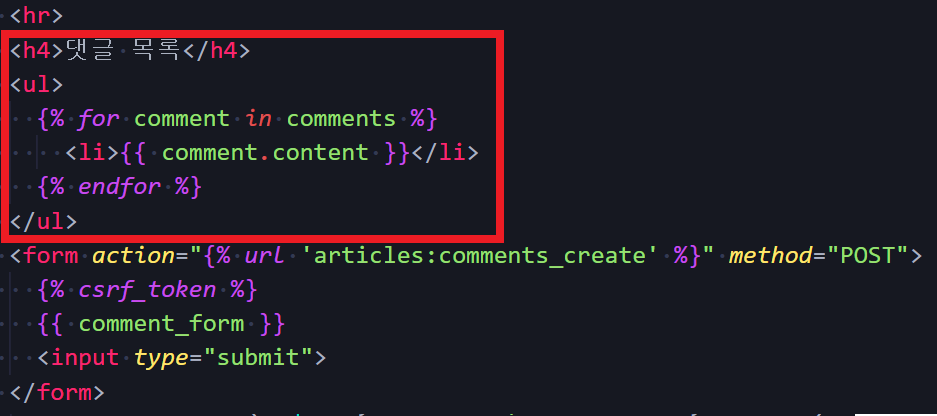 <hr>
<h4>댓글 목록</h4>
<ul>
{% for comment in comments %}
<li>{{ comment.content }}</li>
{% endfor %}
</ul>
<form action="{% url 'articles:comments_create' %}" method="POST">
{% csrf_token %}
{{ comment_form }}
<input type="submit">
</form>